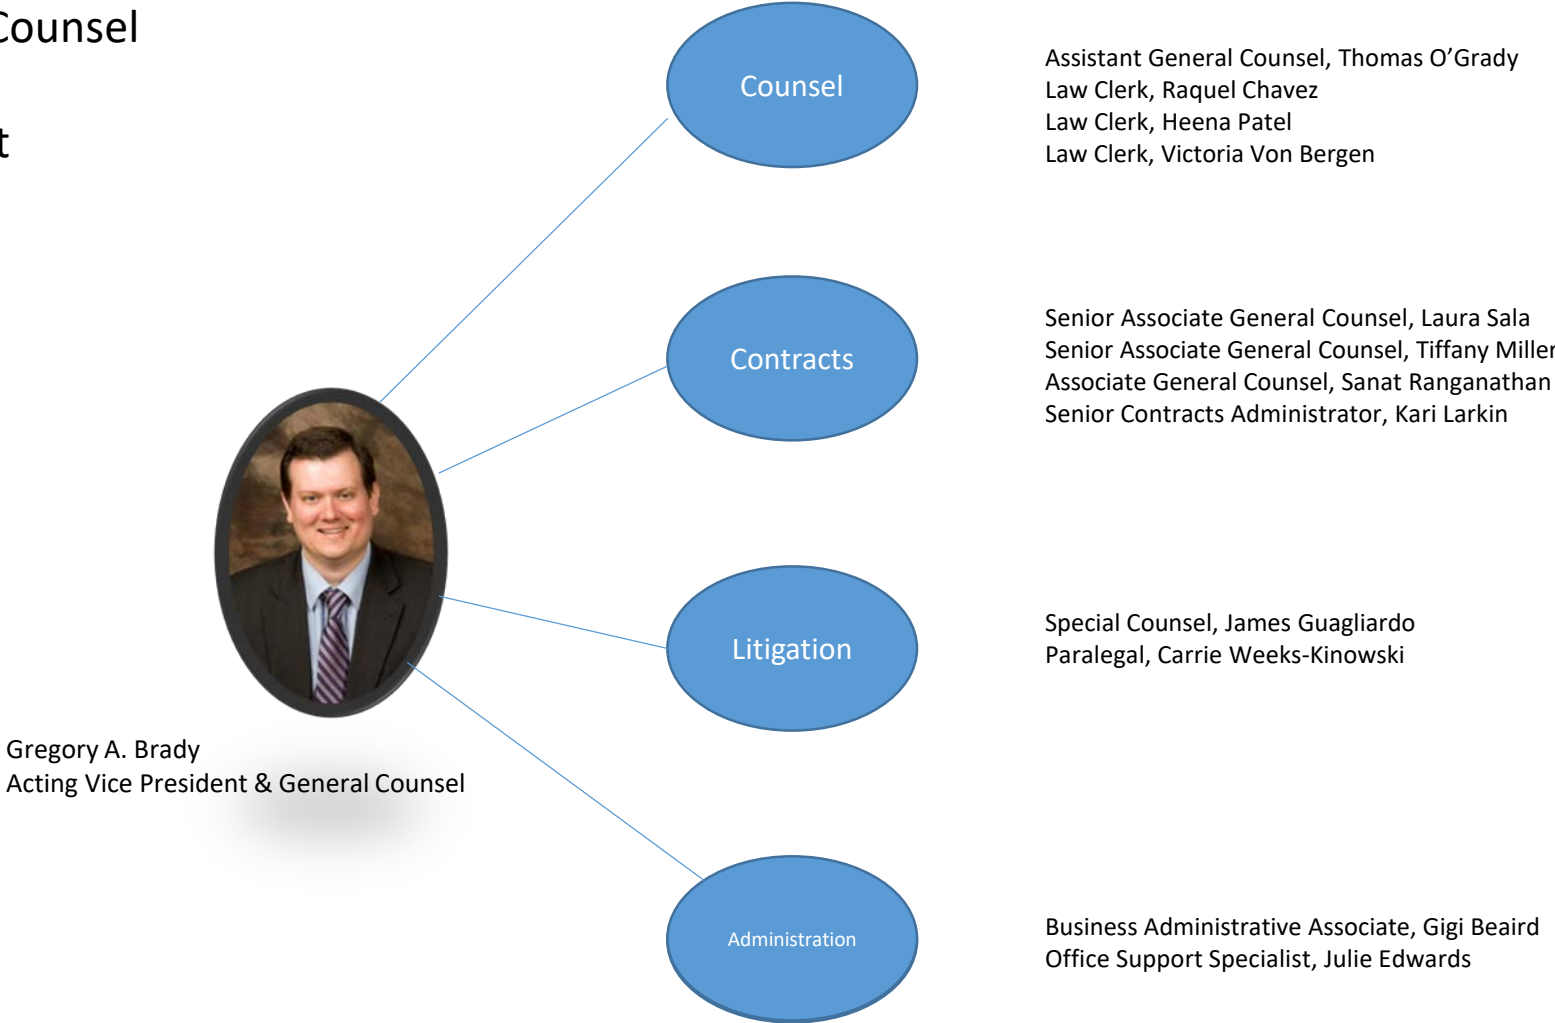 Counsel
t
Counsel
Assistant General Counsel, Thomas O’Grady
Law Clerk, Raquel Chavez
Law Clerk, Heena Patel
Law Clerk, Victoria Von Bergen
Contracts
Senior Associate General Counsel, Laura Sala
Senior Associate General Counsel, Tiffany Miller
Associate General Counsel, Sanat Ranganathan
Senior Contracts Administrator, Kari Larkin
Litigation
Special Counsel, James Guagliardo
Paralegal, Carrie Weeks-Kinowski
Gregory A. Brady
Acting Vice President & General Counsel
Administration
Business Administrative Associate, Gigi Beaird
Office Support Specialist, Julie Edwards